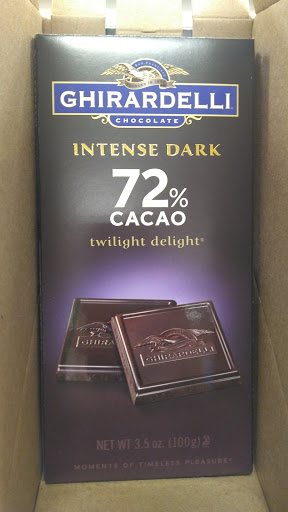 GHIRARDELLI
CHOCOLATE
INTENSE DARK
72%
CACAO
twilight delight®
GHIRARDELLI
NET WT 3.5 oz. (100g)
MOMENTS OF TIMELESS PLEASURE®